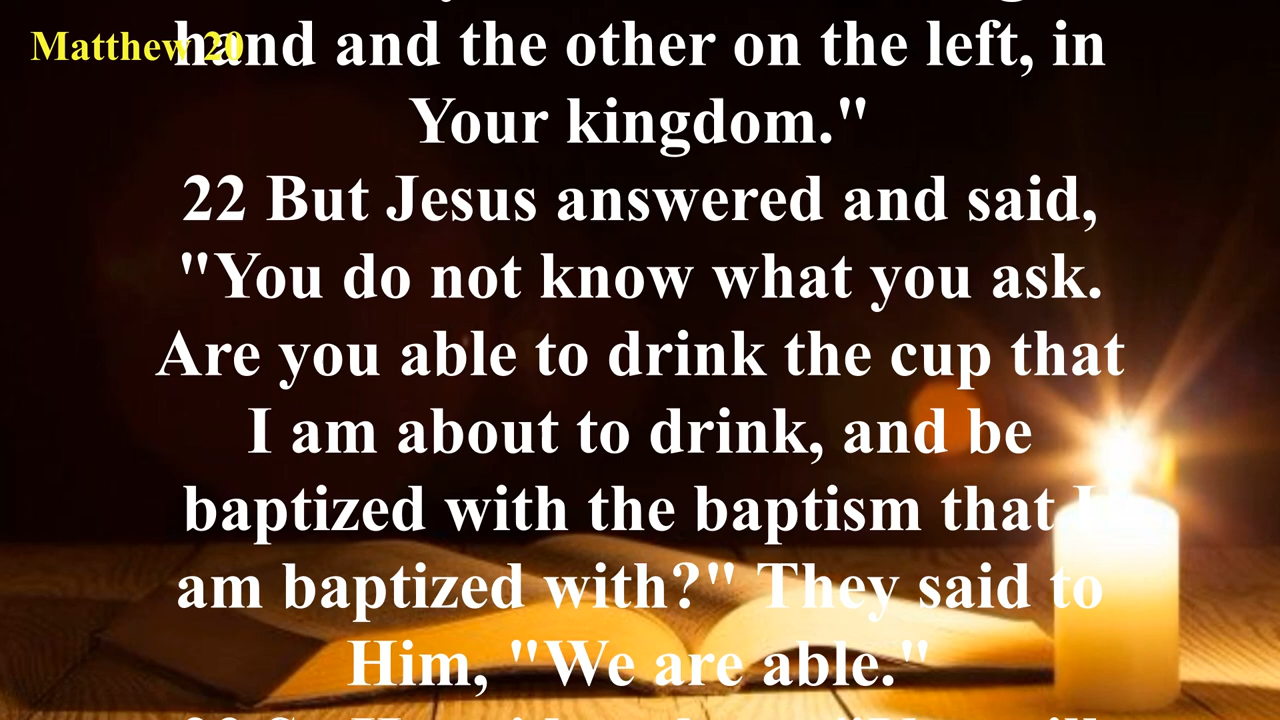 Matthew 20
hand and the other on the left, in
Your kingdom."
22 But Jesus answered and said,
"You do not know what you ask.
Are you able to drink the cup that
I am about to drink, and be
baptized with the baptism that I
am baptized with?" They said to
Him, "We are able."